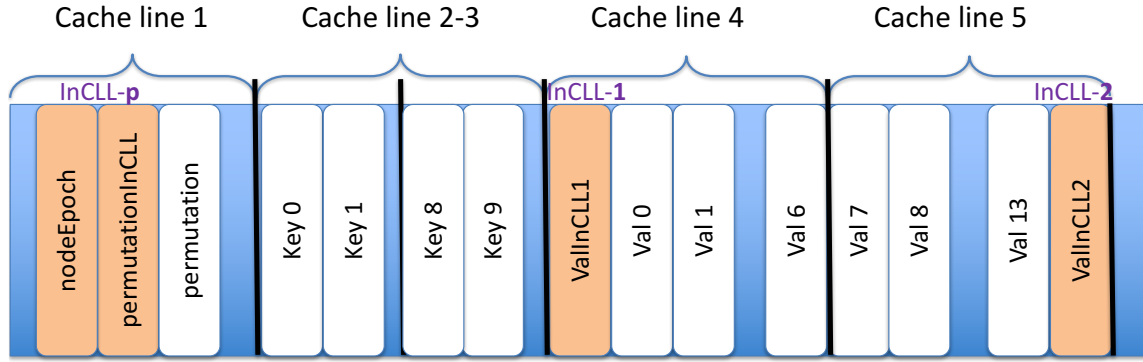 Cache line 1
Cache line 2-3
Cache line 4
Cache line 5
InCLL-p
InCLL-1
InCLL-2
nodeEpoch
permutationInCLL
permutation
Key 0
Key 1
Key 8
Key 9
ValInCLL1
Val 0
Val 1
Val 6
Val 7
Val 8
Val 13
ValInCLL2